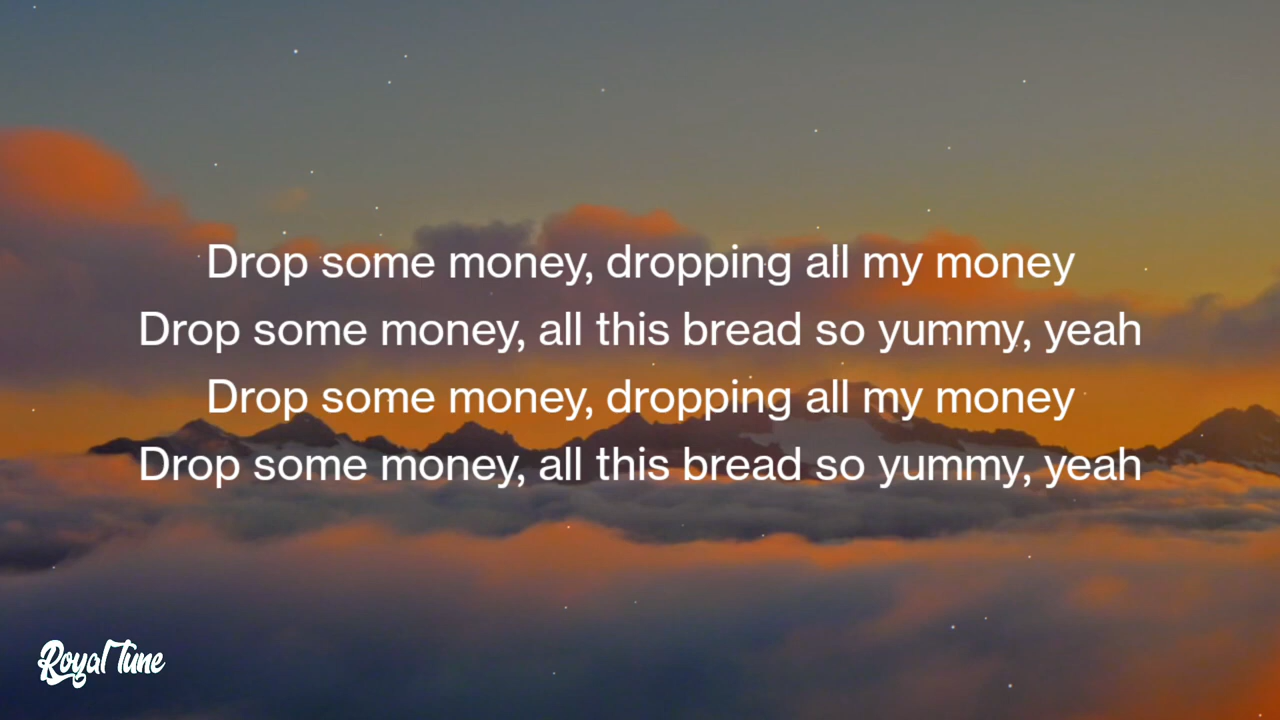 Drop some money, dropping all my money
Drop some money, all this bread so yummy, yeah
Drop some money, dropping all my money
Drop some money, all this bread so yummy, yeah
Royal Tune